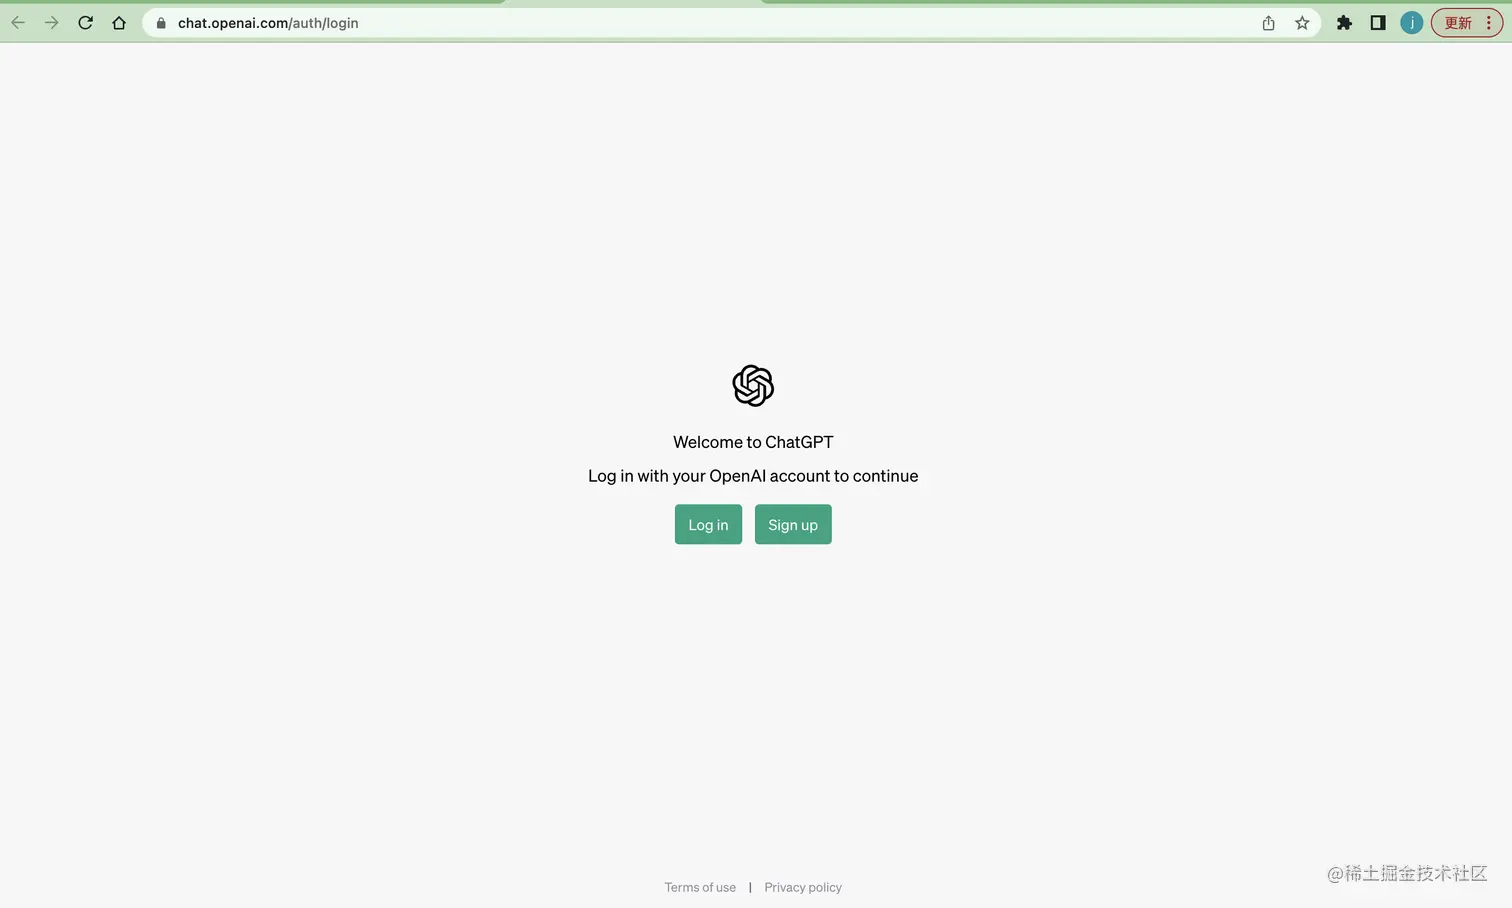 chat.openai.com/auth/login
j
更新
Welcome to ChatGPT
Log in with your OpenAI account to continue
Log in Sign up
@稀土掘金技术社区
Terms of use | Privacy policy